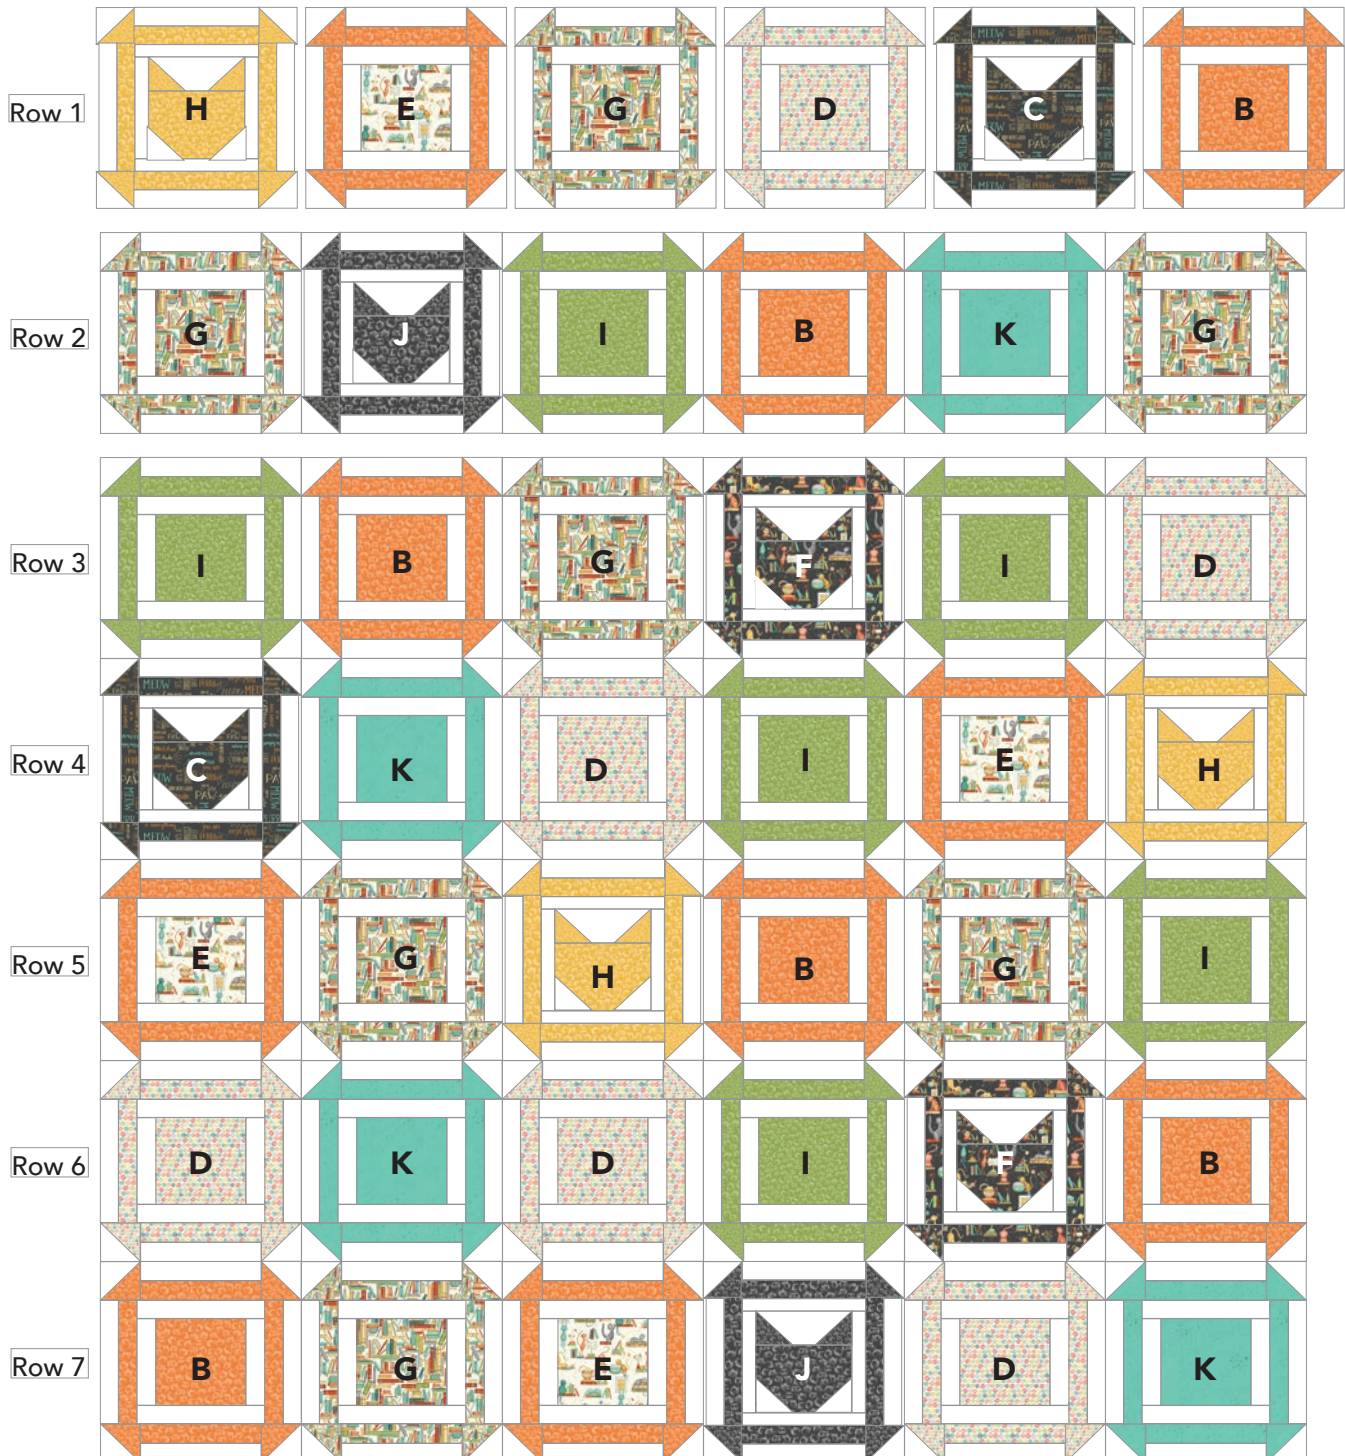 Row 1 H E G D C B
Row 2 G J I B K G
Row 3 I B G F I D
Row 4 C K D I E H
Row 5 E G H B G I
Row 6 D K D I F B
Row 7 B G E J D K